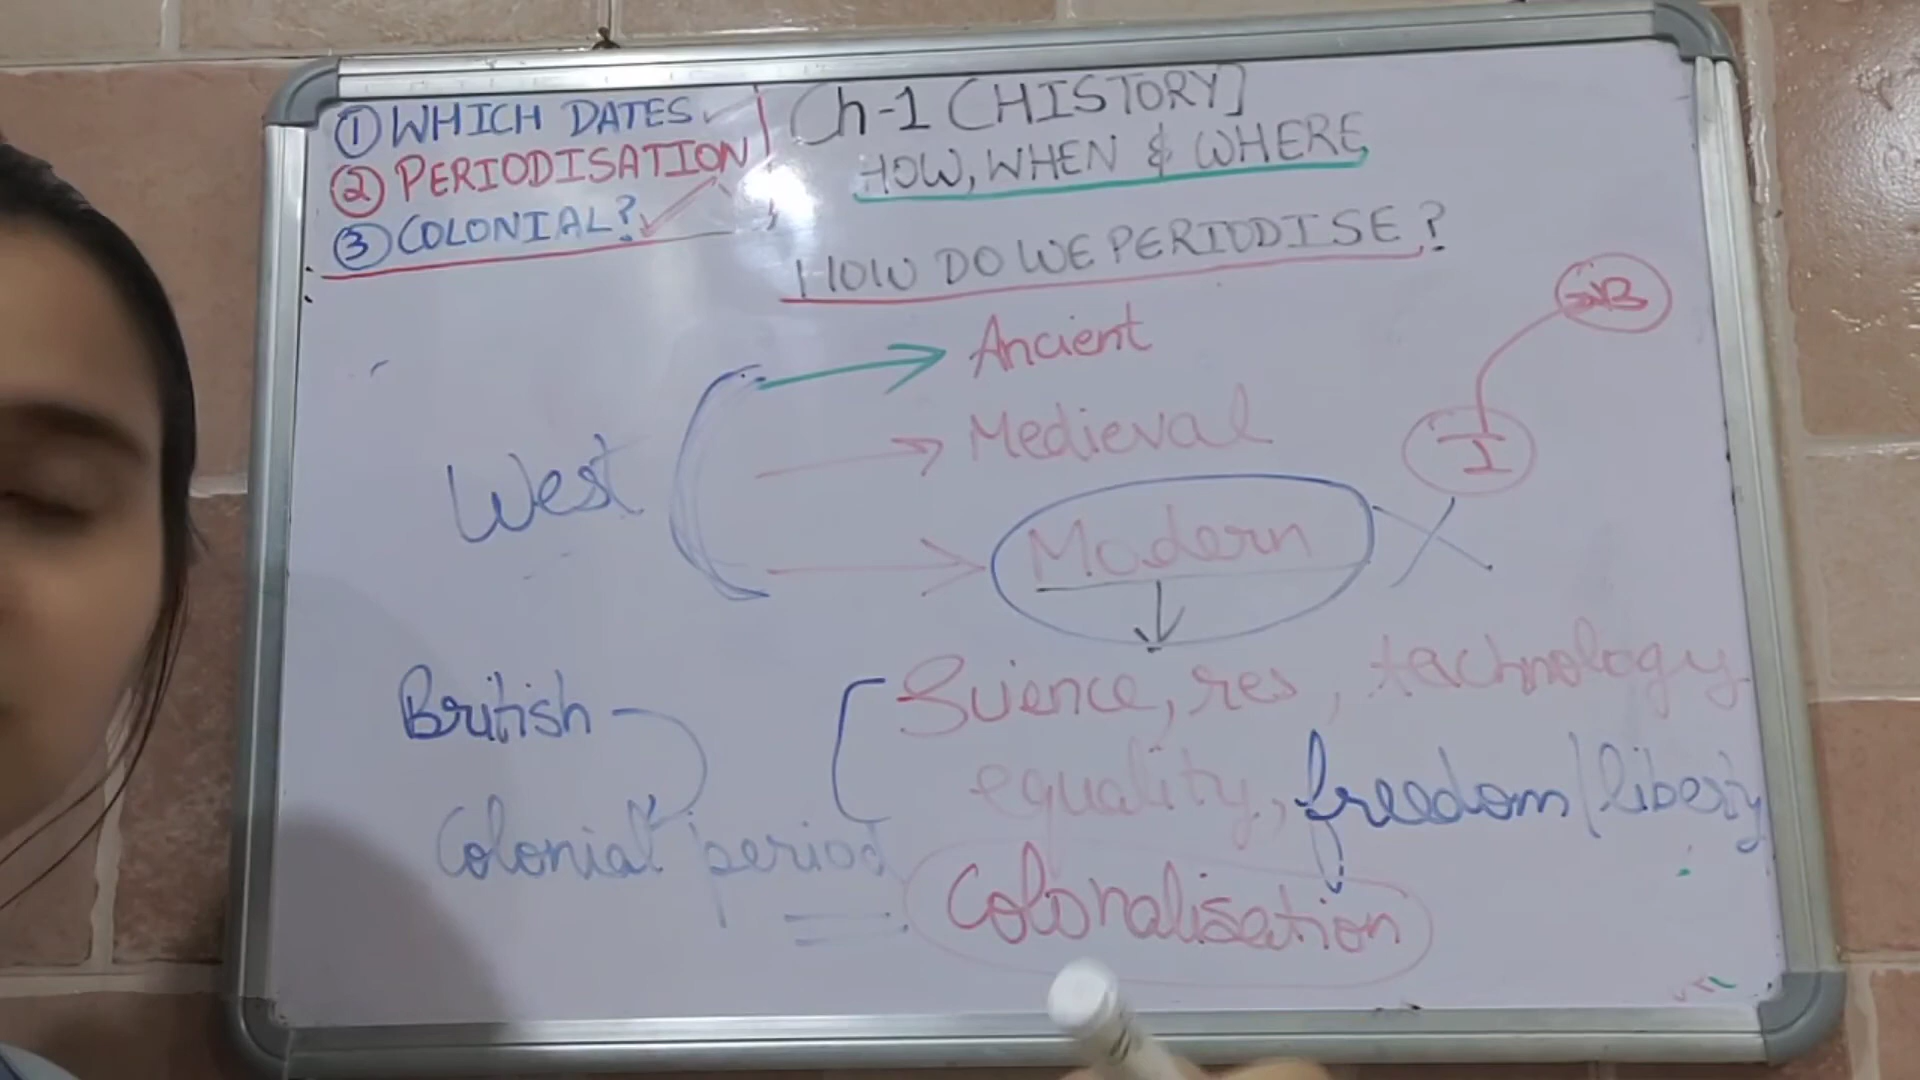 ① WHICH DATES
② PERIODISATION
③ COLONIAL?
Ch-1 (HISTORY]
HOW, WHEN & WHERE
HOW DO WE PERIODISE?
Ancient
West
Medieval
I
Modern
British
Science, res, technology
equality, freedom/liberty
Colonial period
Colonalisation